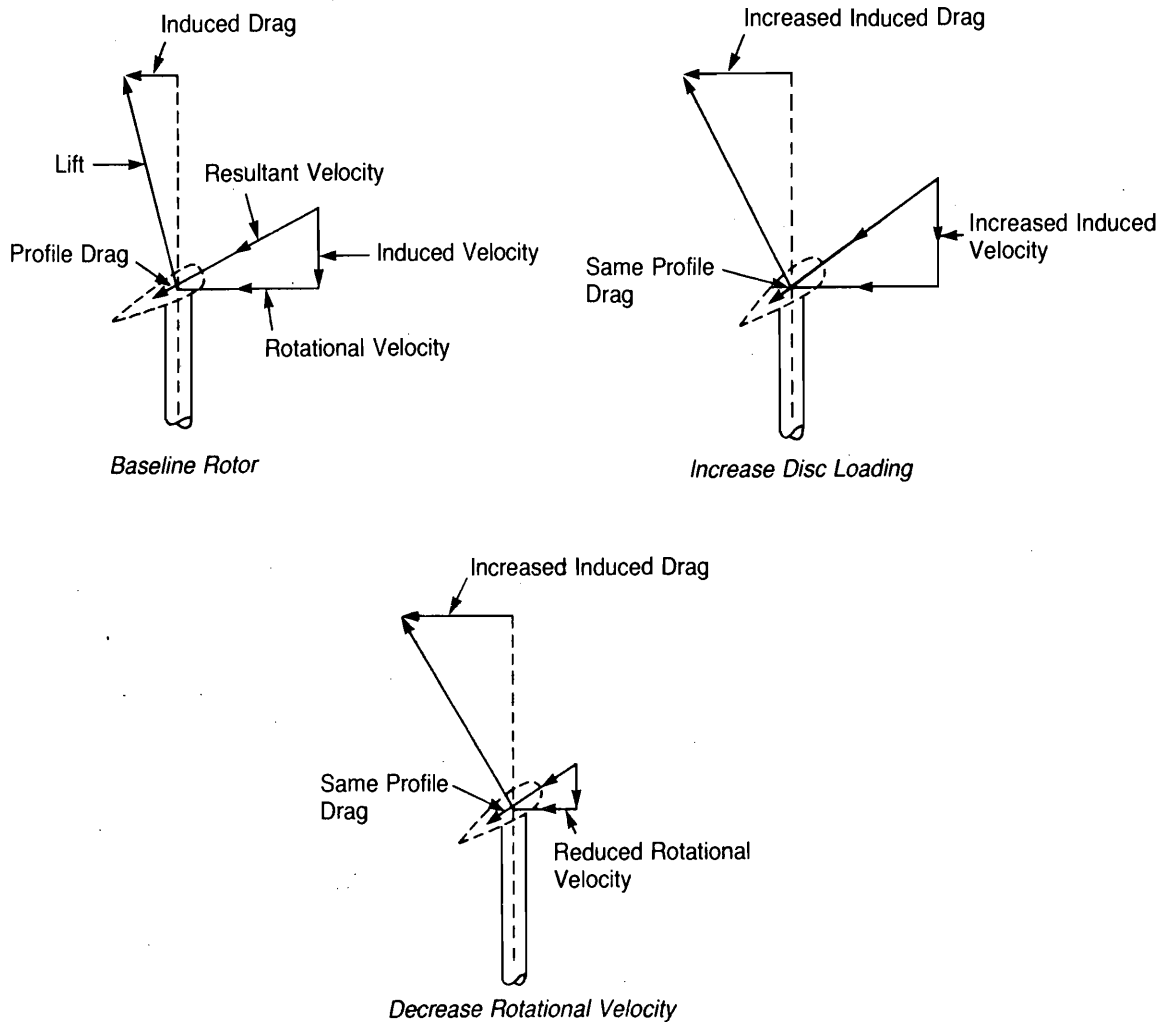 Induced Drag
Lift
Resultant Velocity
Profile Drag
Induced Velocity
Rotational Velocity
Baseline Rotor
Increased Induced Drag
Increased Induced
Velocity
Same Profile
Drag
Increase Disc Loading
Increased Induced Drag
Same Profile
Drag
Reduced Rotational
Velocity
Decrease Rotational Velocity